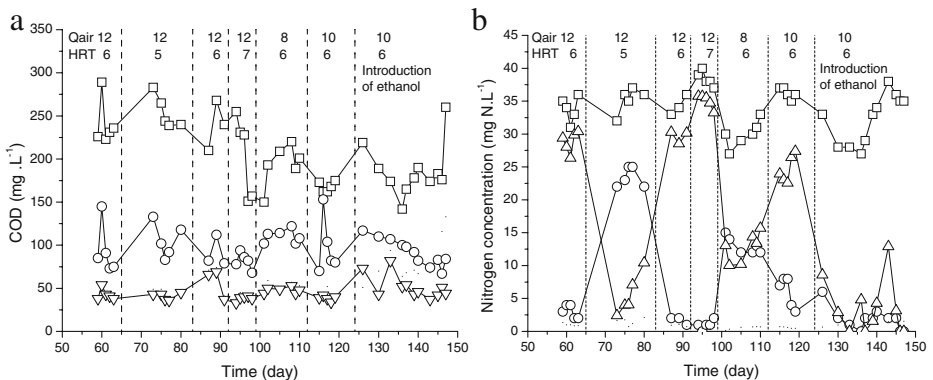 a
Qair 12 12 12 12 8 10 10
HRT 6 5 6 7 6 6 6
Introduction
of ethanol
350
300
250
200
150
100
50
0
COD (mg .L-1)
50 60 70 80 90 100 110 120 130 140 150
Time (day)
b
Qair 12 12 12 12 8 10 10
HRT 6 5 6 7 6 6 6
Introduction
of ethanol
45
40
35
30
25
20
15
10
5
0
Nitrogen concentration (mg N.L-1)
50 60 70 80 90 100 110 120 130 140 150
Time (day)